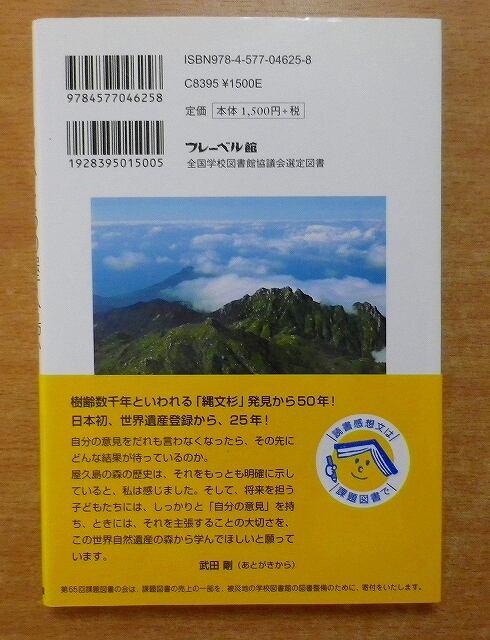 ISBN978-4-577-04625-8
C8395 ¥1500E
定価 本体1,500円+税
9784577046258
フレーベル館
全国学校図書館協議会選定図書
1928395015005
樹齢数千年といわれる「縄文杉」発見から50年!
日本初、世界遺産登録から、25年!
自分の意見をだれも言わなくなったら、その先に
どんな結果が待っているのか。
屋久島の森の歴史は、それをもっとも明確に示し
ていると、私は感じました。そして、将来を担う
子どもたちには、しっかりと「自分の意見」を持
ち、ときには、それを主張することの大切さを、
この世界自然遺産の森から学んでほしいと願って
います。
武田 剛(あとがきから)
読書感想文は
課題図書で
第65回課題図書の会は、課題図書の売上の一部を、被災地の学校図書館の図書整備のために、寄付をいたします。